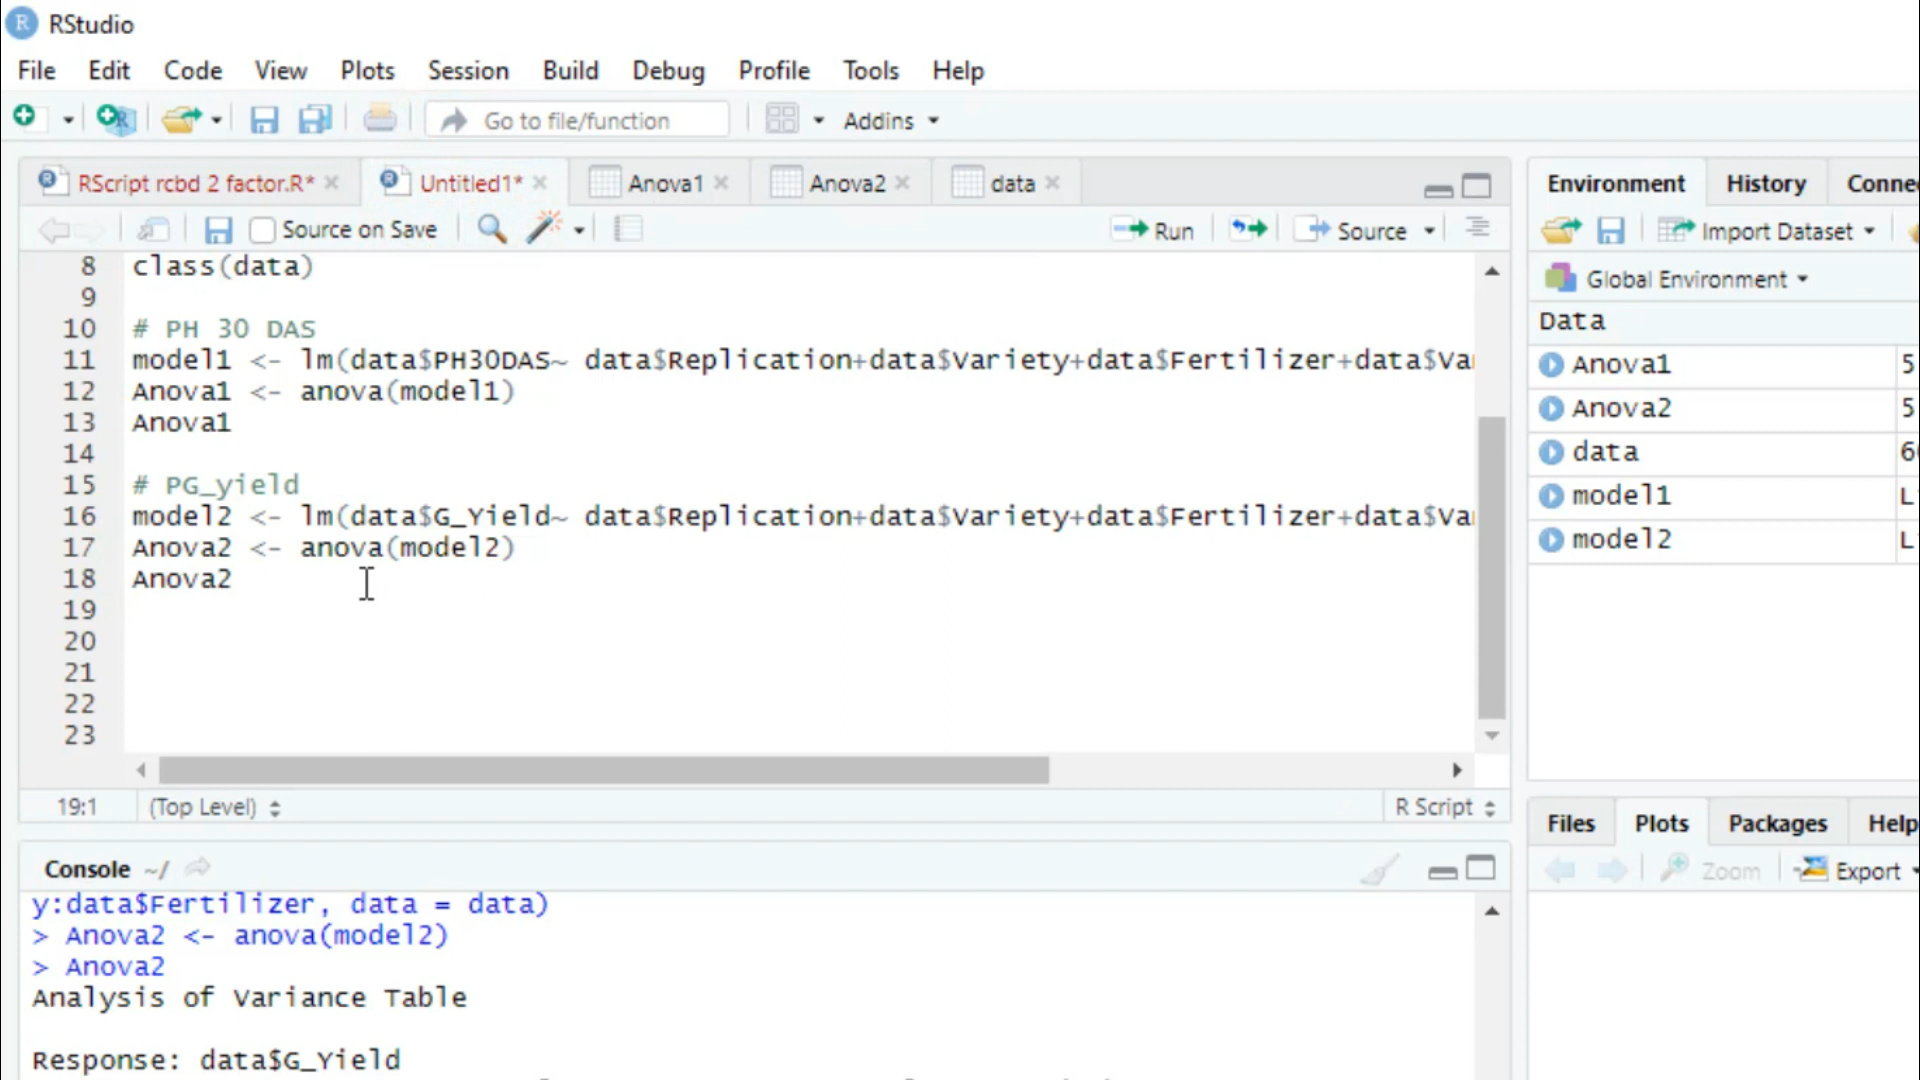 RStudio
File Edit Code View Plots Session Build Debug Profile Tools Help
Go to file/function Addins
RScript rcbd 2 factor.R* Untitled1* Anova1 Anova2 data
Source on Save Run Source
8 class(data)
9
10 # PH 30 DAS
11 model1 <- lm(data$PH30DAS~ data$Replication+data$Variety+data$Fertilizer+data$Va
12 Anova1 <- anova(model1)
13 Anova1
14
15 # PG_yield
16 model2 <- lm(data$G_Yield~ data$Replication+data$Variety+data$Fertilizer+data$Va
17 Anova2 <- anova(model2)
18 Anova2
19
20
21
22
23
19:1 (Top Level) R Script
Console ~/
y:data$Fertilizer, data = data)
> Anova2 <- anova(model2)
> Anova2
Analysis of Variance Table
Response: data$G_Yield
Environment History Conne
Import Dataset
Global Environment
Data
Anova1 5
Anova2 5
data 6
model1 L
model2 L
Files Plots Packages Help
Zoom Export